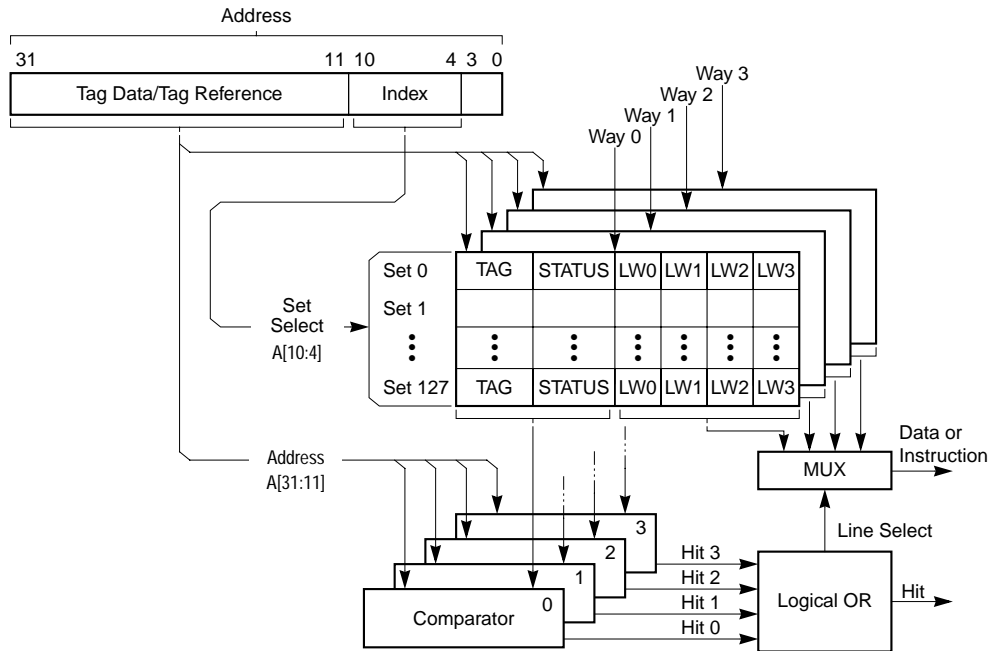 Address
31 11 10 4 3 0
Tag Data/Tag Reference Index
Way 3
Way 2
Way 1
Way 0
Set 0 TAG STATUS LW0 LW1 LW2 LW3
Set 1
Set
Select
A[10:4]
Set 127 TAG STATUS LW0 LW1 LW2 LW3
Address
A[31:11]
MUX
Data or
Instruction
Line Select
3
2
1
0
Comparator
Hit 3
Hit 2
Hit 1
Hit 0
Logical OR
Hit